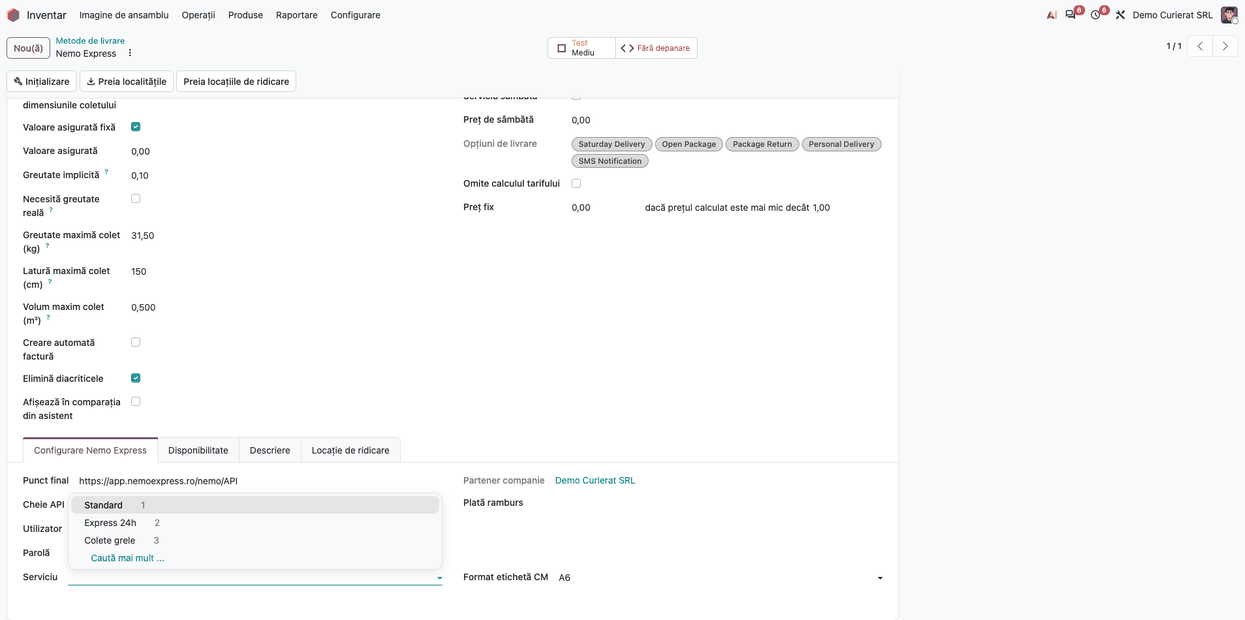 Inventar Imagine de ansamblu Operații Produse Raportare Configurare AI 6 6 Demo Curierat SRL
Nou(ă) Metode de livrare
Nemo Express
Test
Mediu
Fără depanare
1 / 1
Inițializare Preia localitățile Preia locațiile de ridicare
dimensiunile coletului
Valoare asigurată fixă
Valoare asigurată 0,00
Greutate implicită ? 0,10
Necesită greutate
reală ?
Greutate maximă colet 31,50
(kg) ?
Latură maximă colet 150
(cm) ?
Volum maxim colet 0,500
(m³) ?
Creare automată
factură
Elimină diacriticele
Afișează în comparația
din asistent
Serviciu sâmbătă
Preț de sâmbătă 0,00
Opțiuni de livrare Saturday Delivery Open Package Package Return Personal Delivery
SMS Notification
Omite calculul tarifului
Preț fix 0,00 dacă prețul calculat este mai mic decât 1,00
Configurare Nemo Express Disponibilitate Descriere Locație de ridicare
Punct final https://app.nemoexpress.ro/nemo/API
Cheie API
Utilizator
Parolă
Standard 1
Express 24h 2
Colete grele 3
Caută mai mult ...
Serviciu
Partener companie Demo Curierat SRL
Plată ramburs
Format etichetă CM A6